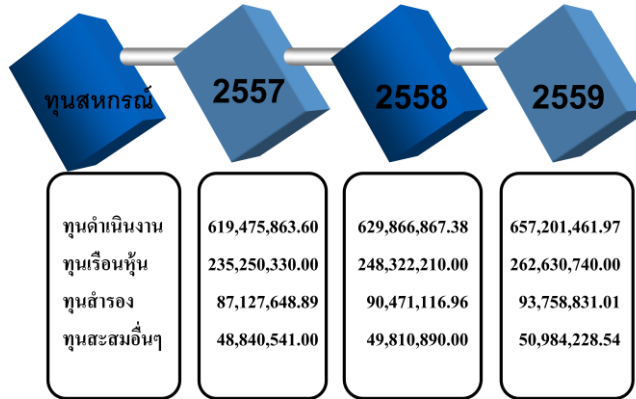 ทุนสหกรณ์ 2557 2558 2559
ทุนดำเนินงาน 619,475,863.60 629,866,867.38 657,201,461.97
ทุนเรือนหุ้น 235,250,330.00 248,322,210.00 262,630,740.00
ทุนสำรอง 87,127,648.89 90,471,116.96 93,758,831.01
ทุนสะสมอื่นๆ 48,840,541.00 49,810,890.00 50,984,228.54